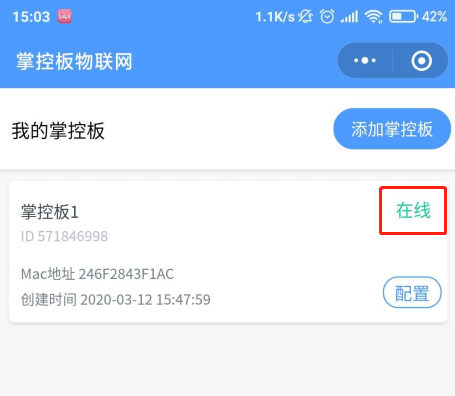 15:03 1.1K/s 42%
掌控板物联网
我的掌控板 添加掌控板
掌控板1 在线
ID 571846998
Mac地址 246F2843F1AC
创建时间 2020-03-12 15:47:59
配置